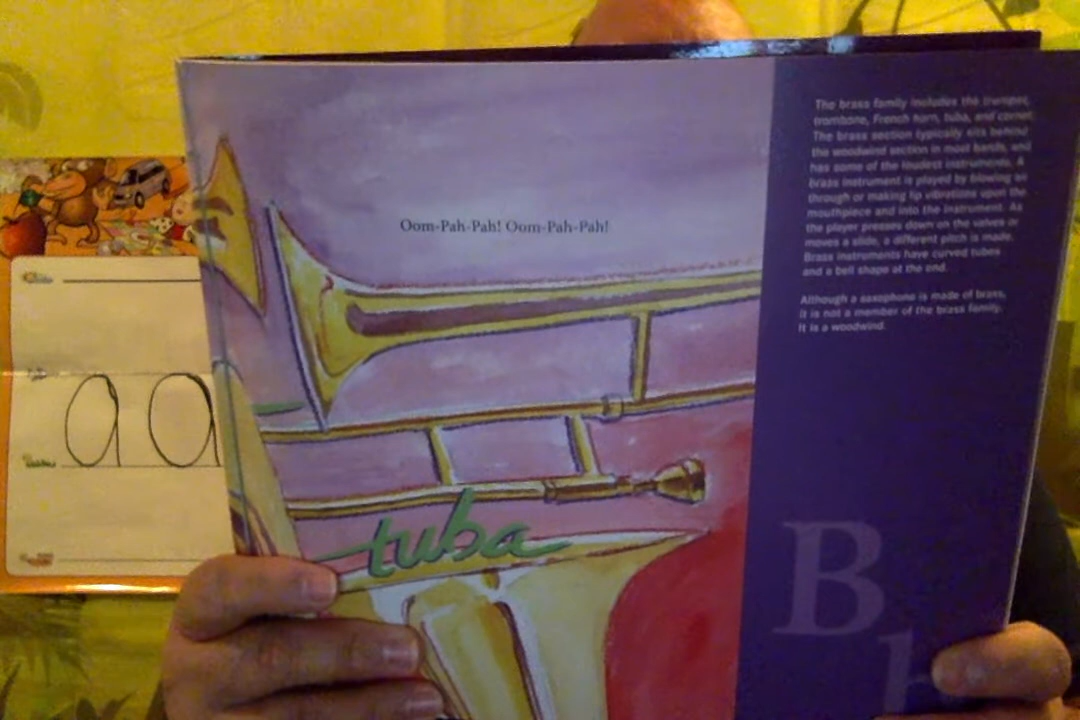 Oom-Pah-Pah! Oom-Pah-Pah!
tuba
The brass family includes the trumpet,
trombone, French horn, tuba, and cornet.
The brass section typically sits behind
the woodwind section in most bands, and
has some of the loudest instruments. A
brass instrument is played by blowing air
through or making lip vibrations upon the
mouthpiece and into the instrument. As
the player presses down on the valves or
moves a slide, a different pitch is made.
Brass instruments have curved tubes
and a bell shape at the end.
Although a saxophone is made of brass,
it is not a member of the brass family.
It is a woodwind.
B
b
a a